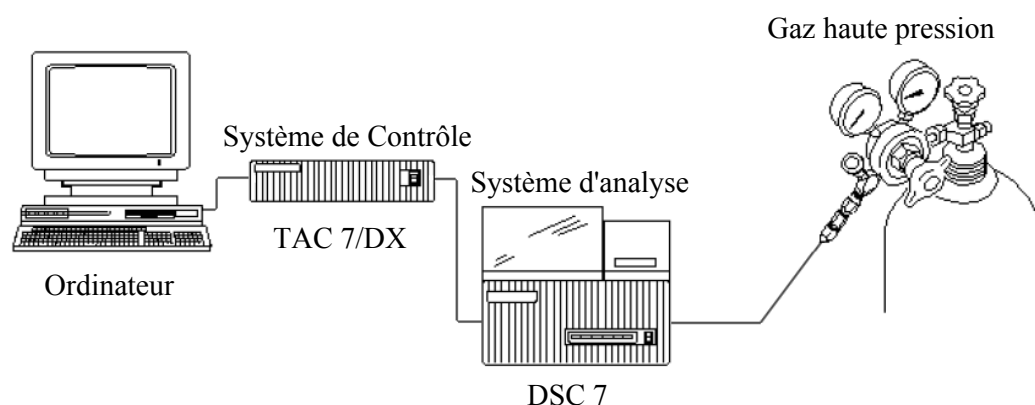 Gaz haute pression
Système de Contrôle
Système d'analyse
TAC 7/DX
Ordinateur
DSC 7